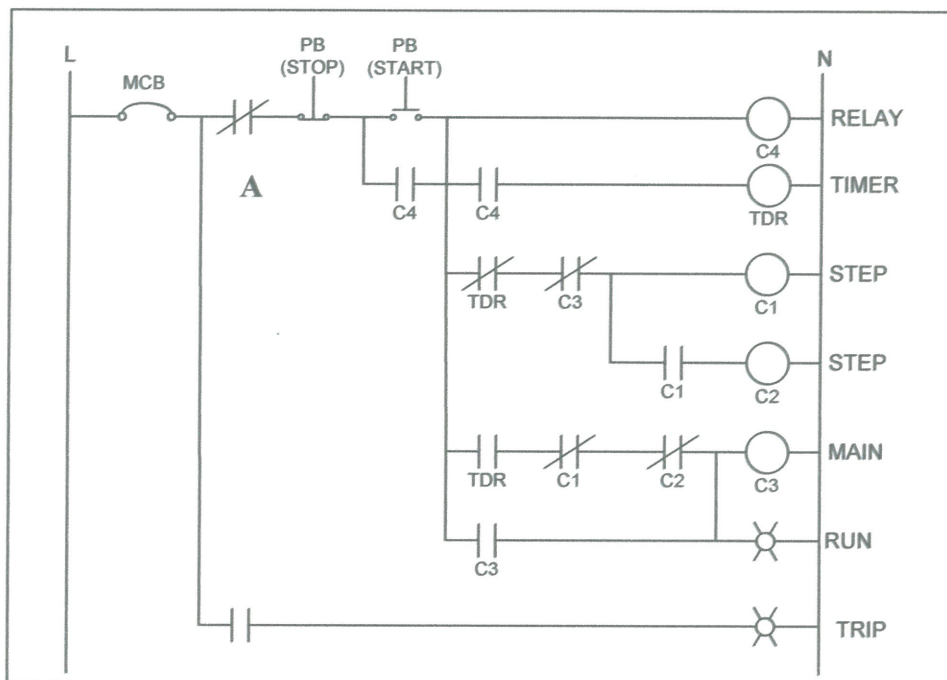 L
PB
(STOP)
PB
(START)
N
MCB
RELAY
C4
A
C4
C4
TIMER
TDR
TDR
C3
STEP
C1
C1
STEP
C2
TDR
C1
C2
MAIN
C3
C3
RUN
TRIP